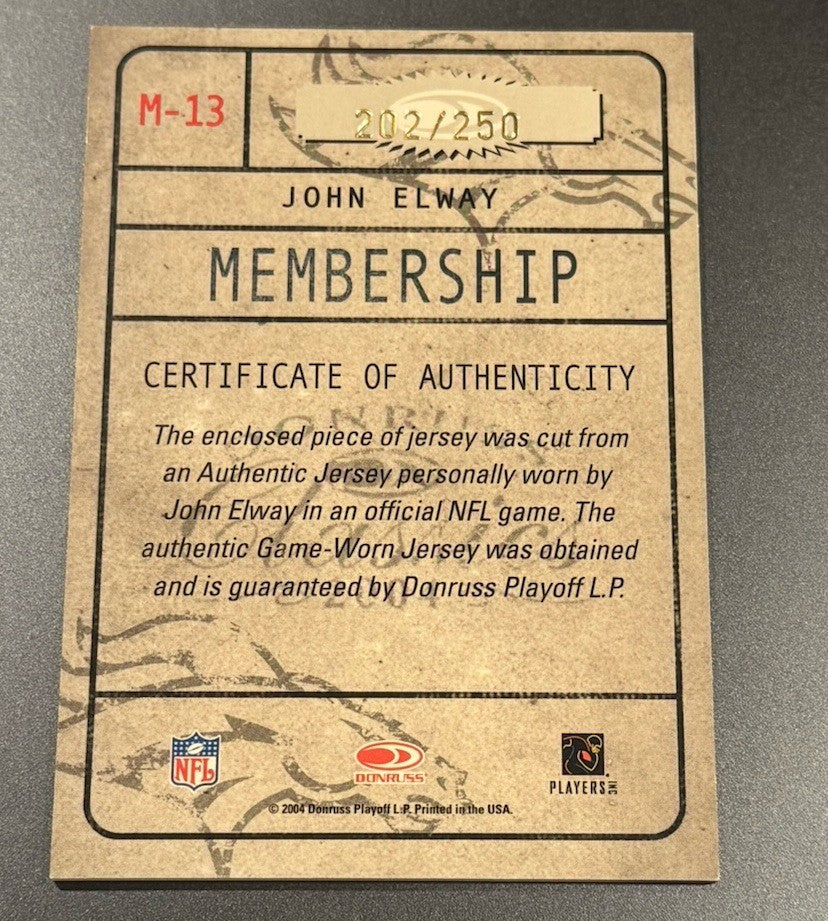 M-13
202/250
JOHN ELWAY
MEMBERSHIP
CERTIFICATE OF AUTHENTICITY
The enclosed piece of jersey was cut from
an Authentic Jersey personally worn by
John Elway in an official NFL game. The
authentic Game-Worn Jersey was obtained
and is guaranteed by Donruss Playoff L.P.
Classics
2004
NFL
DONRUSS
PLAYERS INC
© 2004 Donruss Playoff L.P. Printed in the USA.